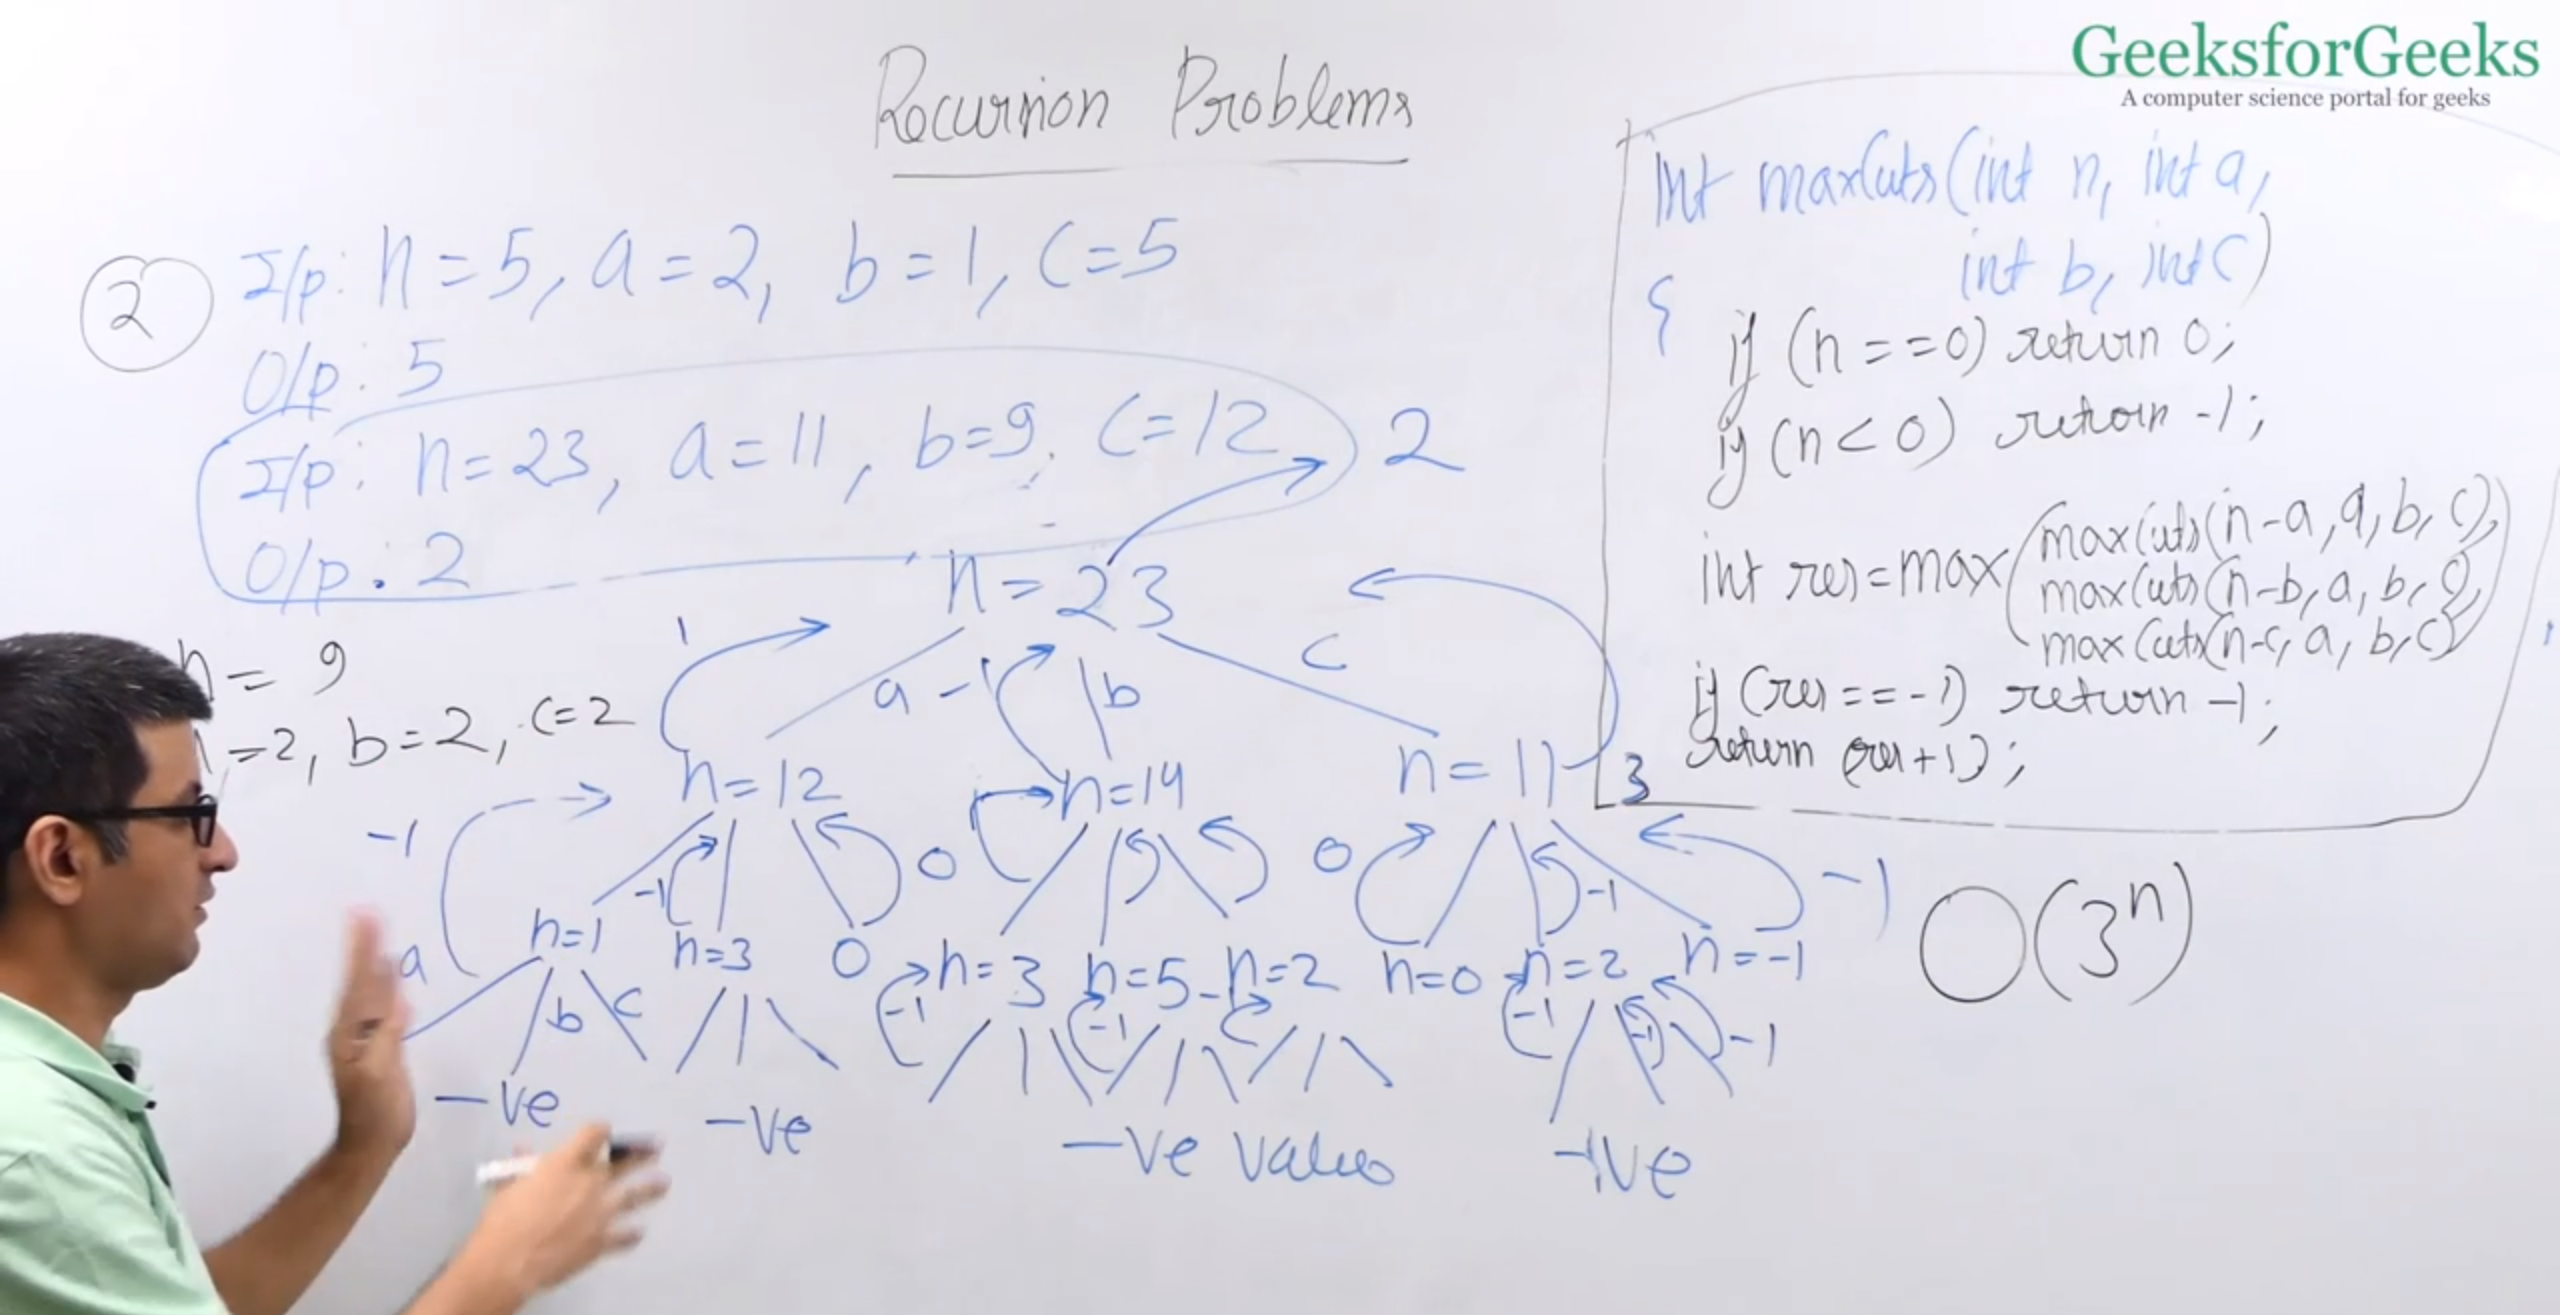 GeeksforGeeks
A computer science portal for geeks
Recursion Problems
2
I/p: n = 5, a = 2, b = 1, c = 5
O/p: 5
I/p: n = 23, a = 11, b = 9, c = 12
O/p: 2
2
n = 9
=2, b=2, c=2
int maxCuts(int n, int a,
int b, int c)
{
if (n == 0) return 0;
if (n < 0) return -1;
int res = max(maxCuts(n-a, a, b, c),
maxCuts(n-b, a, b, c),
maxCuts(n-c, a, b, c)
if (res == -1) return -1;
return (res+1);
}
O(3^n)
n = 23
1
a
-1
b
c
n = 12
n = 14
n = 11
-1
-1
0
0
-1
-1
n=1
n=3
0
n=3
n=5
n=2
n=0
n=2
n=-1
a
b
c
-1
-1
-1
-1
-1
-ve
-ve
-ve value
-ve